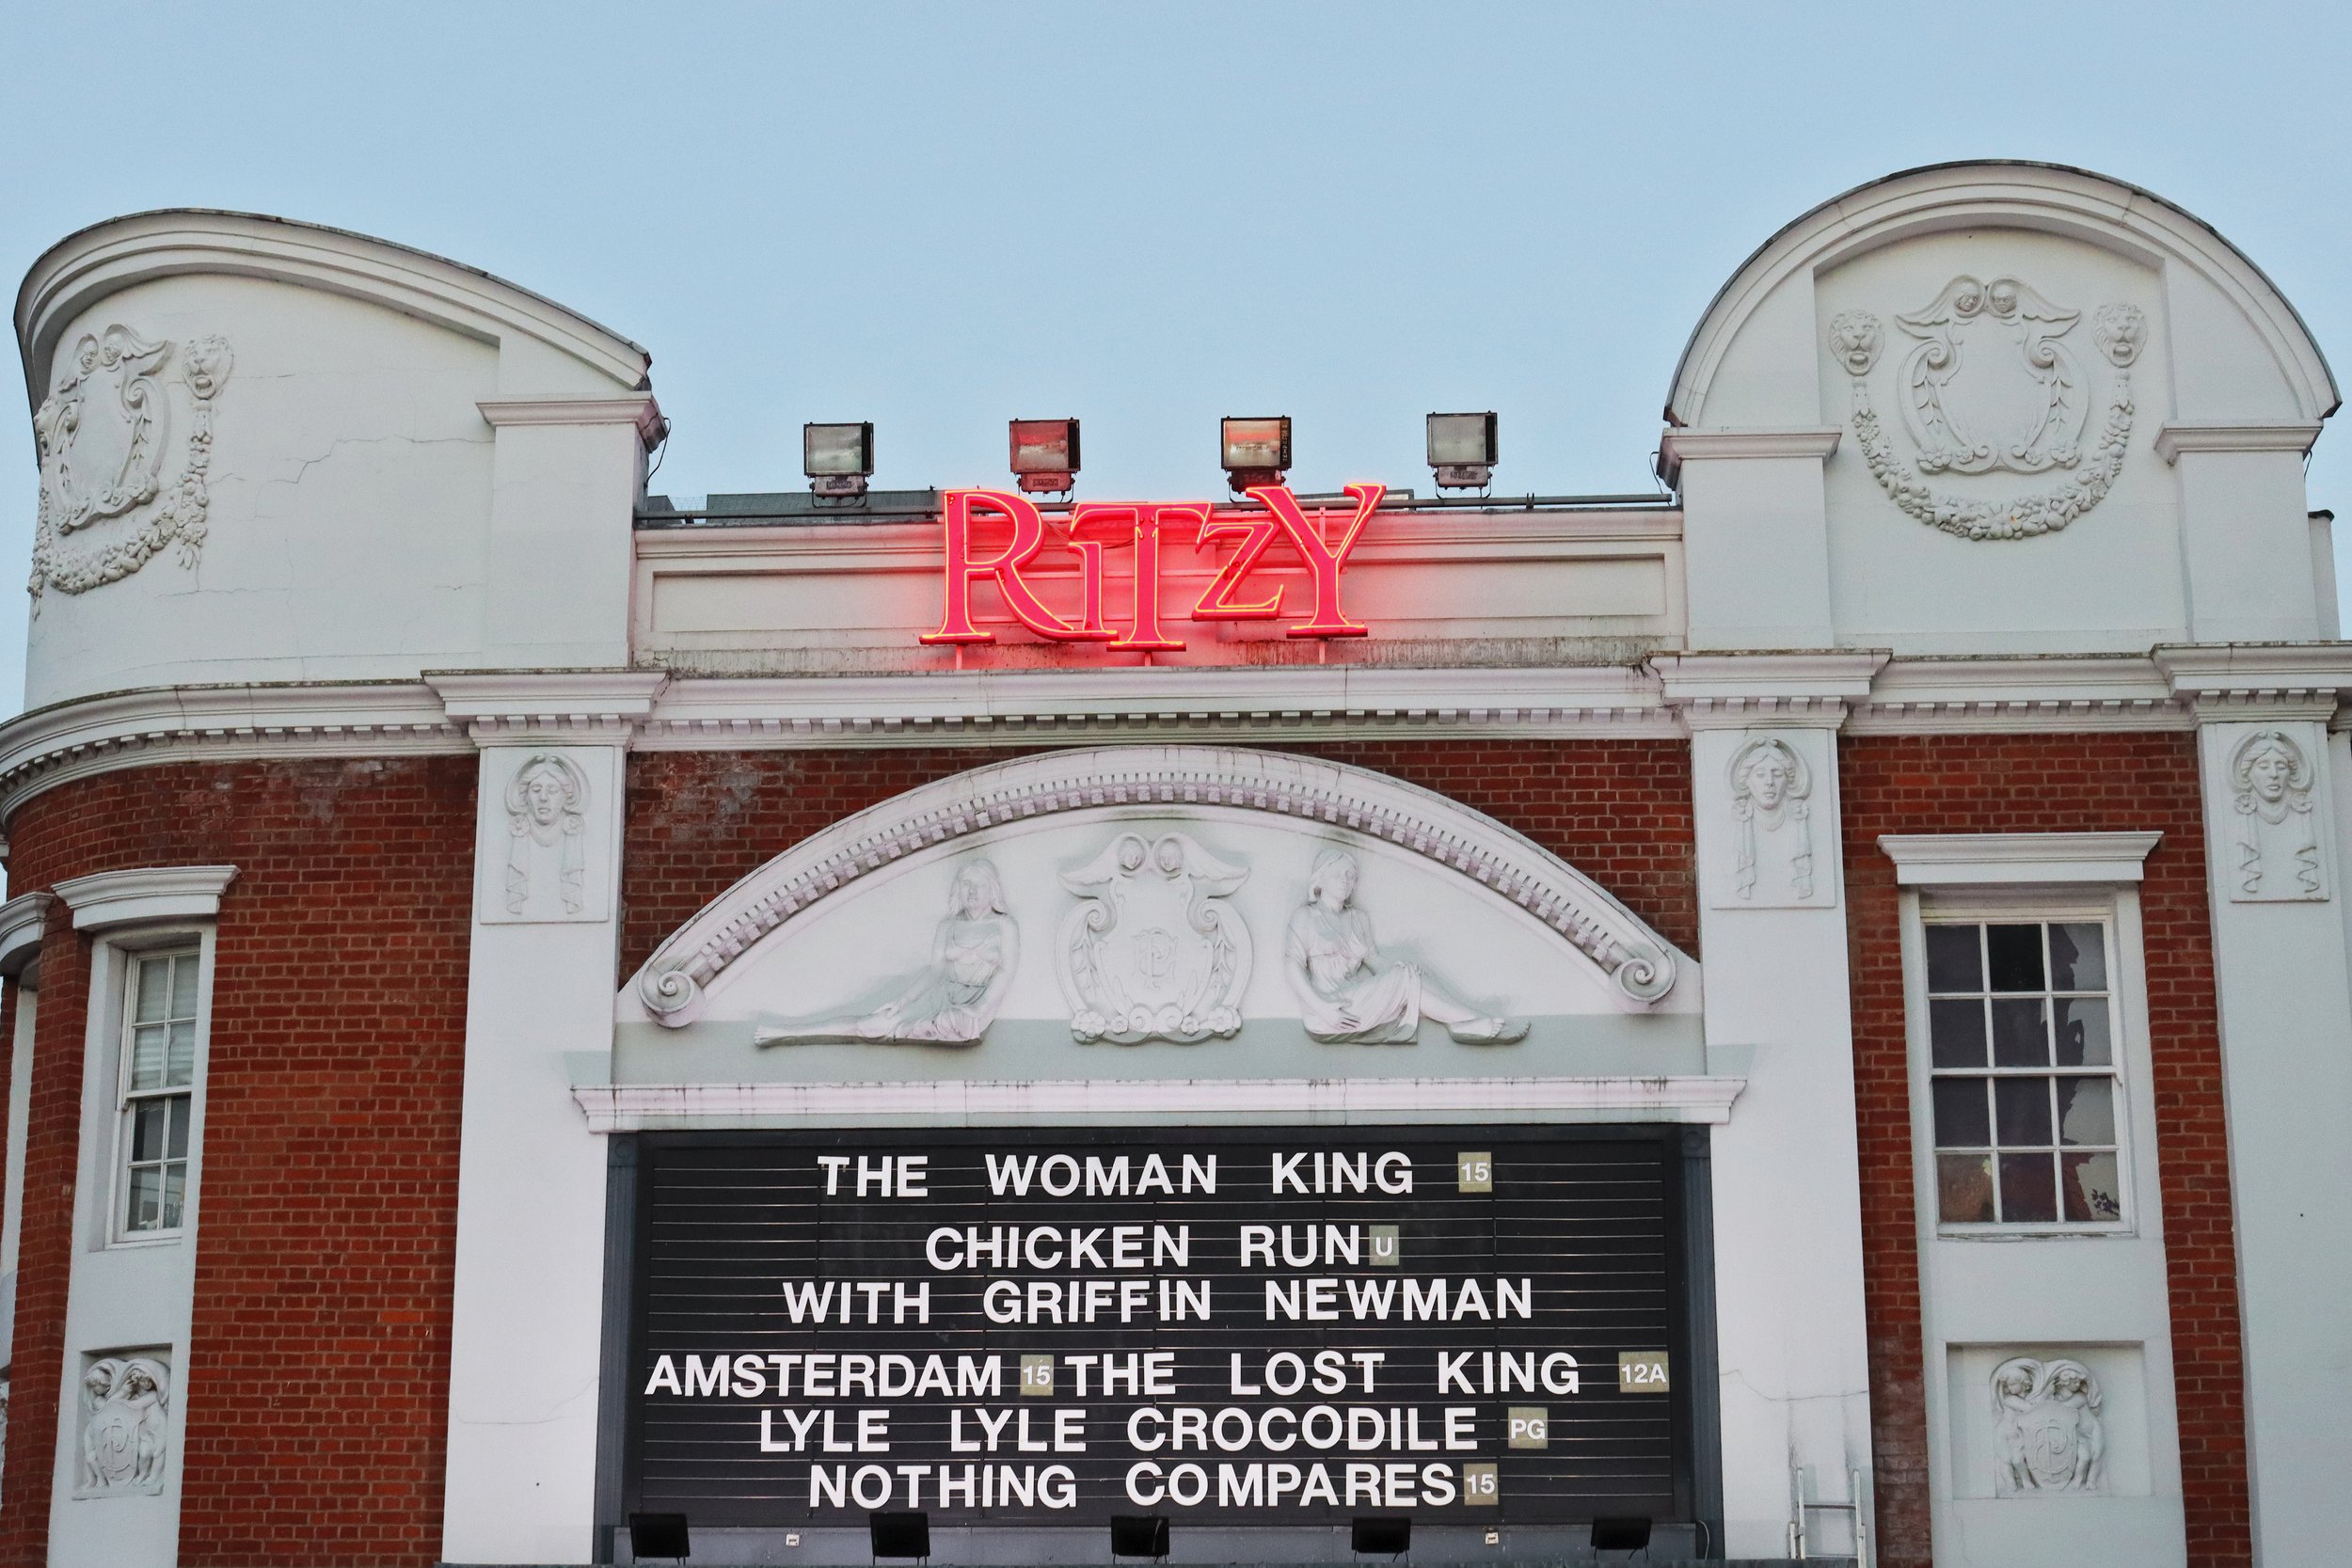 RiTzY
THE WOMAN KING 15
CHICKEN RUN U
WITH GRIFFIN NEWMAN
AMSTERDAM 15 THE LOST KING 12A
LYLE LYLE CROCODILE PG
NOTHING COMPARES 15